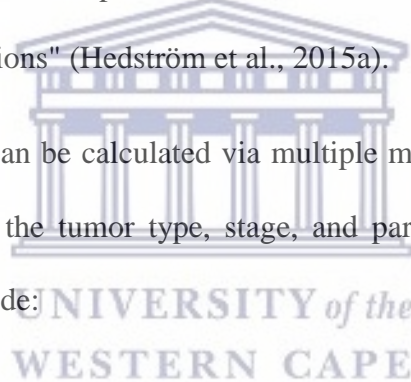 ions" (Hedström et al., 2015a).
an be calculated via multiple m
the tumor type, stage, and par
de:
UNIVERSITY of the
WESTERN CAPE